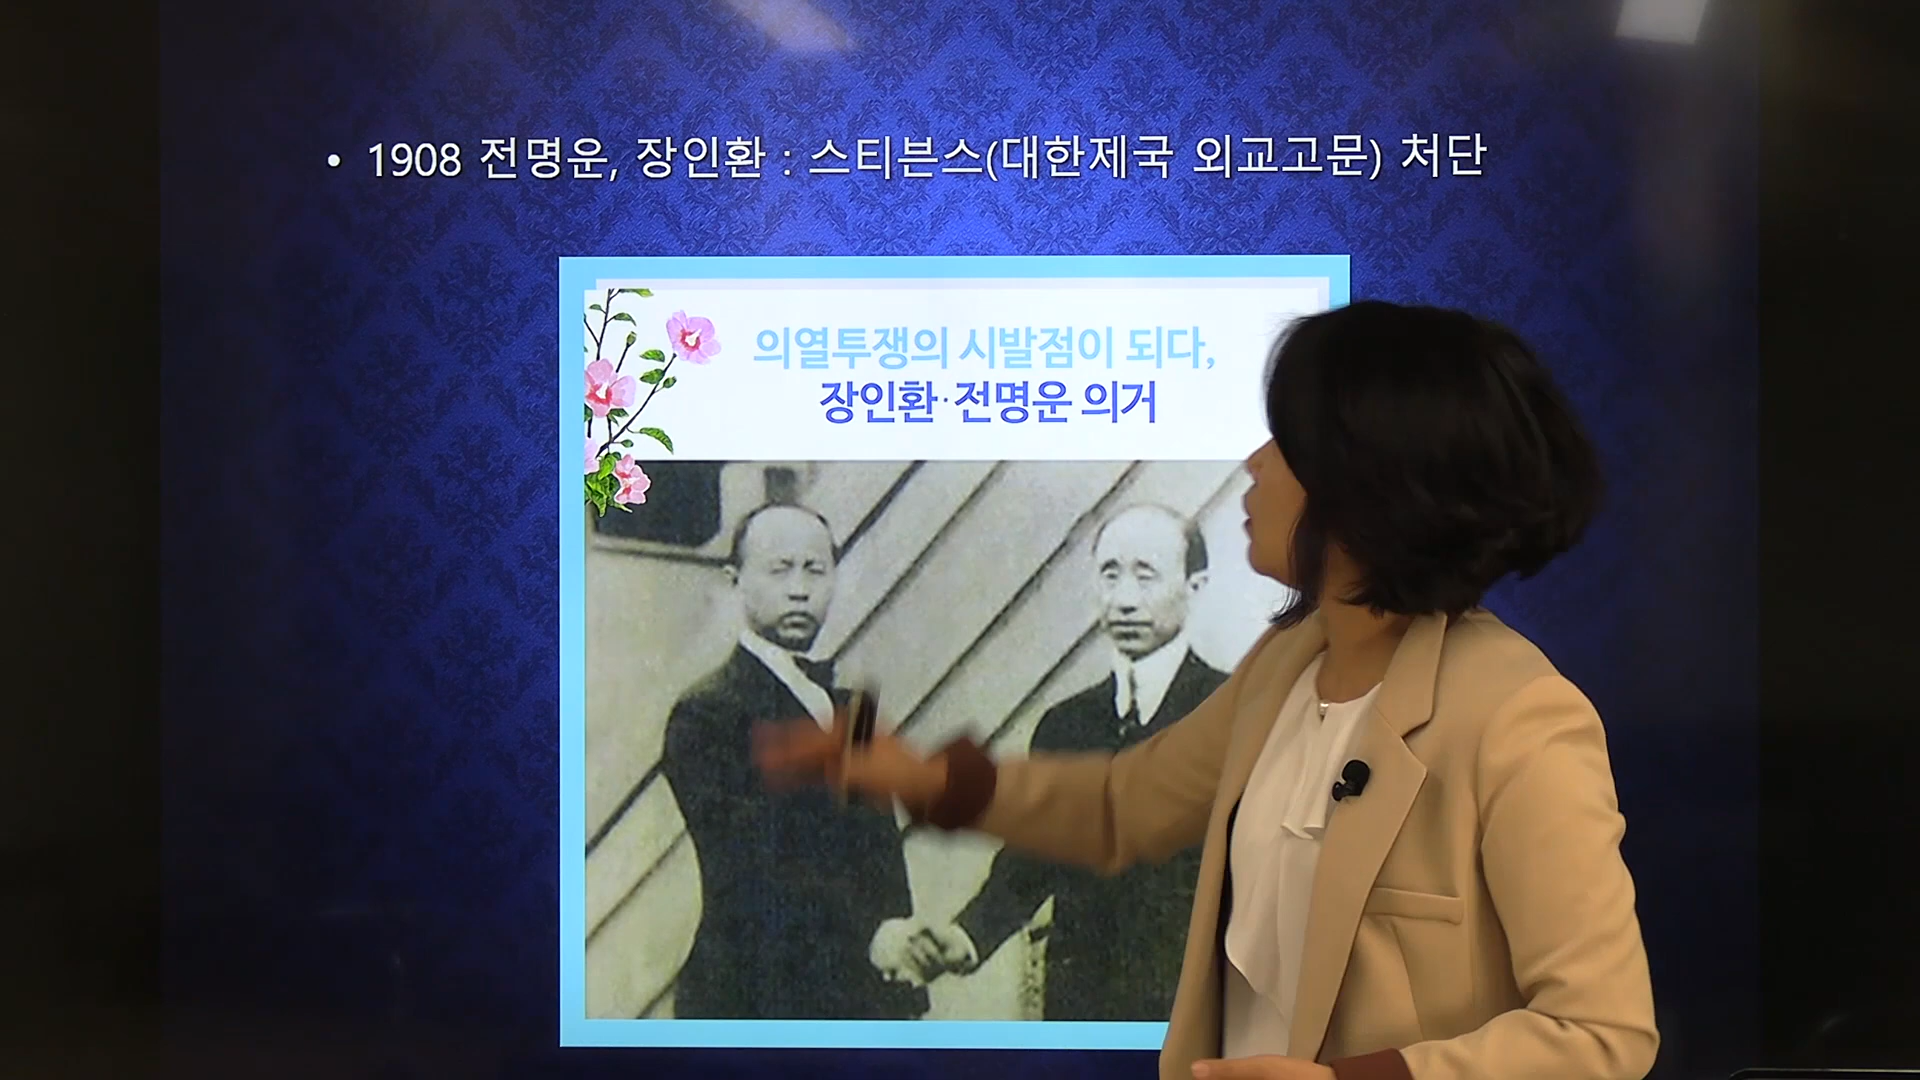 • 1908 전명운, 장인환 : 스티븐스(대한제국 외교고문) 처단
의열투쟁의 시발점이 되다,
장인환·전명운 의거